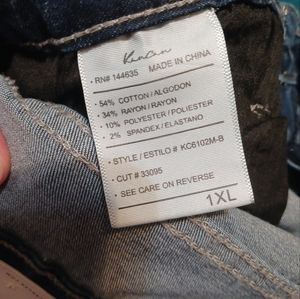 KanCan
• RN# 144635 MADE IN CHINA
• 54% COTTON/ALGODON
• 34% RAYON/RAYON
• 10% POLYESTER/POLIESTER
• 2% SPANDEX/ELASTANO
• STYLE/ESTILO # KC6102M-B
• CUT # 33095
• SEE CARE ON REVERSE
1XL